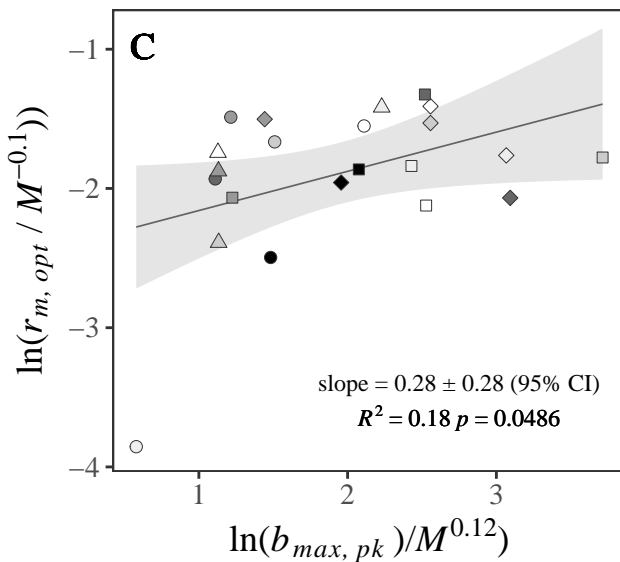 C
−1
−2
−3
−4
ln(r_{m, opt} / M^{−0.1}))
slope = 0.28 ± 0.28 (95% CI)
R^2 = 0.18 p = 0.0486
1 2 3
ln(b_{max, pk})/M^{0.12})